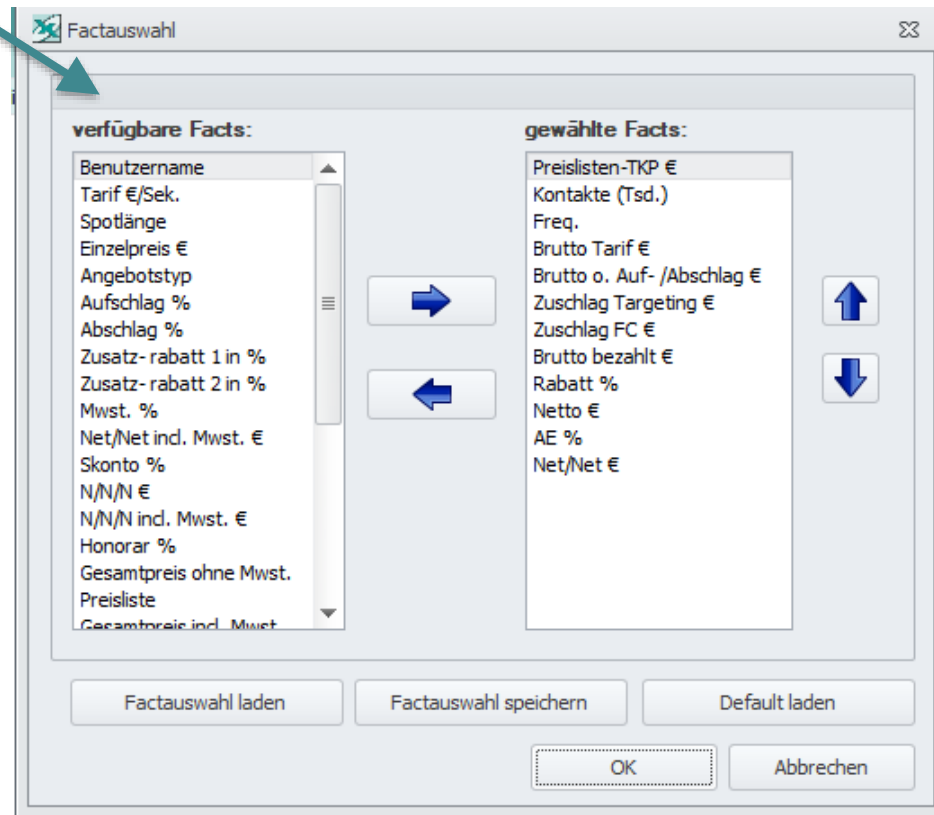 Factauswahl
verfügbare Facts:
Benutzername
Tarif €/Sek.
Spotlänge
Einzelpreis €
Angebotstyp
Aufschlag %
Abschlag %
Zusatz- rabatt 1 in %
Zusatz- rabatt 2 in %
Mwst. %
Net/Net incl. Mwst. €
Skonto %
N/N/N €
N/N/N incl. Mwst. €
Honorar %
Gesamtpreis ohne Mwst.
Preisliste
Gesamtpreis incl. Mwst
gewählte Facts:
Preislisten-TKP €
Kontakte (Tsd.)
Freq.
Brutto Tarif €
Brutto o. Auf- /Abschlag €
Zuschlag Targeting €
Zuschlag FC €
Brutto bezahlt €
Rabatt %
Netto €
AE %
Net/Net €
Factauswahl laden
Factauswahl speichern
Default laden
OK
Abbrechen